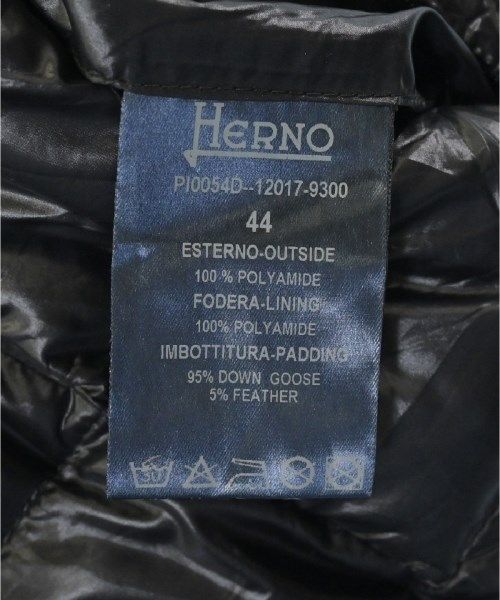 HERNO
PI0054D--12017-9300
44
ESTERNO-OUTSIDE
100 % POLYAMIDE
FODERA-LINING
100% POLYAMIDE
IMBOTTITURA-PADDING
95% DOWN GOOSE
5% FEATHER